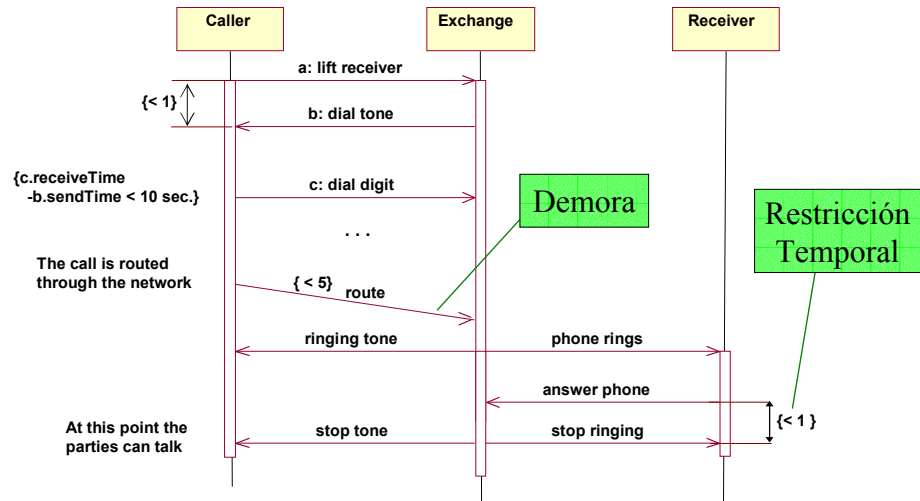 Caller
Exchange
Receiver
a: lift receiver
{< 1}
b: dial tone
{c.receiveTime
-b.sendTime < 10 sec.}
c: dial digit
Demora
Restricción
Temporal
. . .
The call is routed
through the network
{ < 5}
route
ringing tone
phone rings
answer phone
{< 1 }
At this point the
parties can talk
stop tone
stop ringing